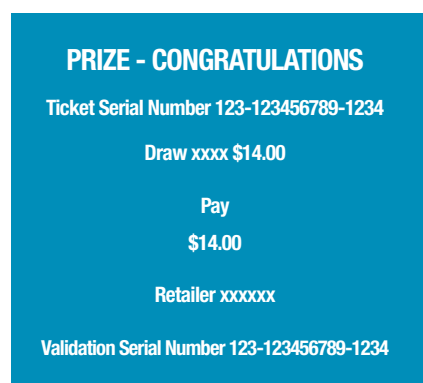 PRIZE - CONGRATULATIONS
Ticket Serial Number 123-123456789-1234
Draw xxxx $14.00
Pay
$14.00
Retailer xxxxxx
Validation Serial Number 123-123456789-1234